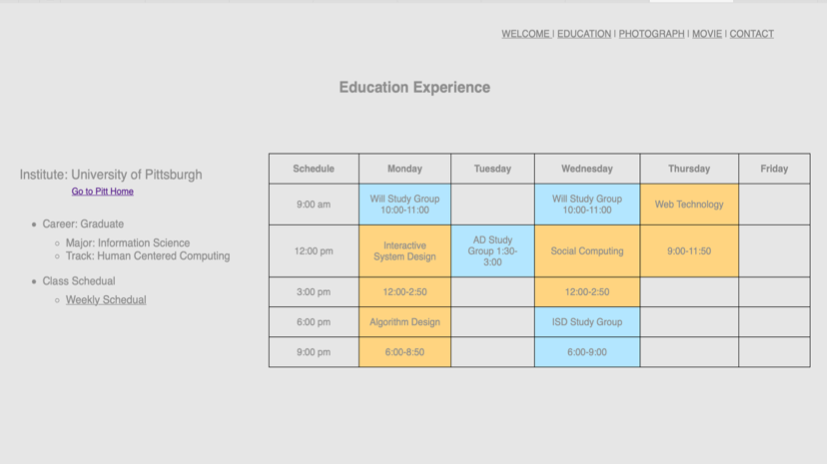 WELCOME | EDUCATION | PHOTOGRAPH | MOVIE | CONTACT
Education Experience
Institute: University of Pittsburgh
Go to Pitt Home
Career: Graduate
Major: Information Science
Track: Human Centered Computing
Class Schedual
Weekly Schedual
Schedule Monday Tuesday Wednesday Thursday Friday
9:00 am Will Study Group 10:00-11:00 Will Study Group 10:00-11:00 Web Technology
12:00 pm Interactive System Design AD Study Group 1:30-3:00 Social Computing 9:00-11:50
3:00 pm 12:00-2:50 12:00-2:50
6:00 pm Algorithm Design ISD Study Group
9:00 pm 6:00-8:50 6:00-9:00